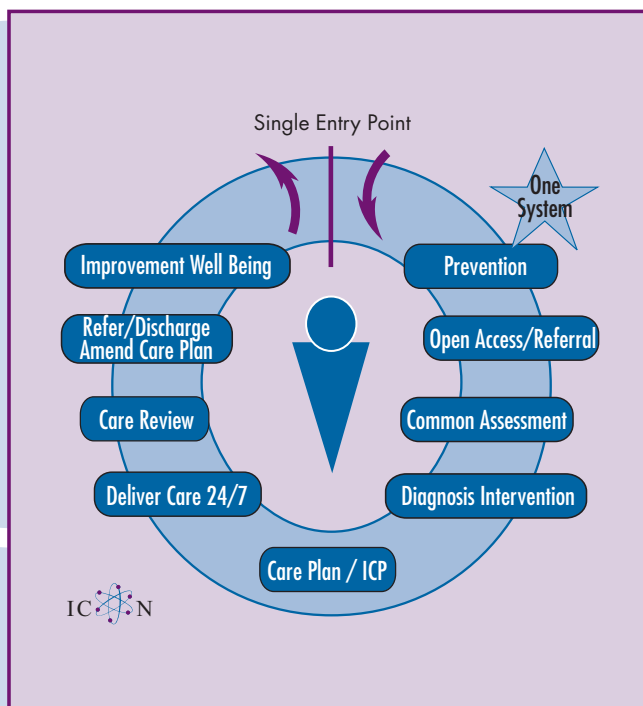 Single Entry Point
One
System
Improvement Well Being
Prevention
Refer/Discharge
Amend Care Plan
Open Access/Referral
Care Review
Common Assessment
Deliver Care 24/7
Diagnosis Intervention
Care Plan / ICP
IC N